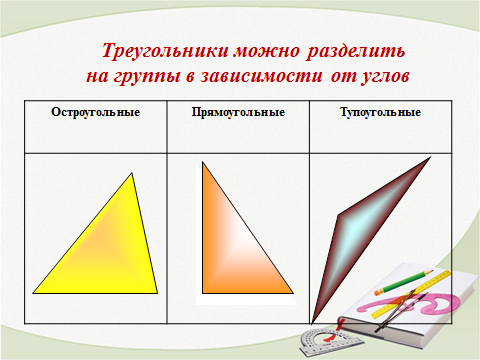 Треугольники можно разделить
на группы в зависимости от углов
Остроугольные Прямоугольные Тупоугольные